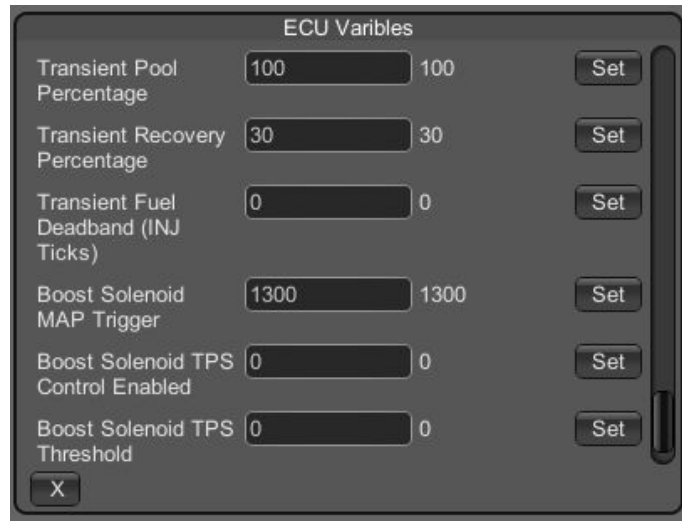 ECU Varibles
Transient Pool Percentage 100 100 Set
Transient Recovery Percentage 30 30 Set
Transient Fuel Deadband (INJ Ticks) 0 0 Set
Boost Solenoid MAP Trigger 1300 1300 Set
Boost Solenoid TPS Control Enabled 0 0 Set
Boost Solenoid TPS Threshold 0 0 Set
X